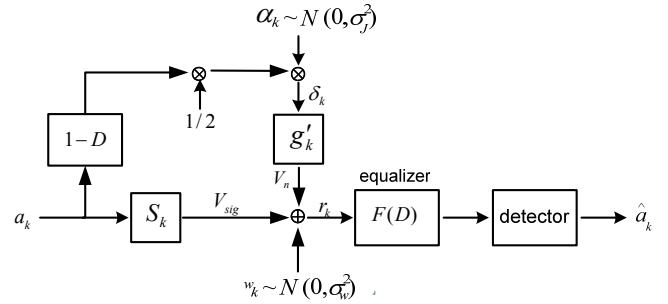 α_k ~ N(0,σ_J^2)
δ_k
1/2
1−D
g'_k
equalizer
V_n
a_k
S_k
V_sig
r_k
F(D)
detector
â_k
w_k ~ N(0,σ_w^2)